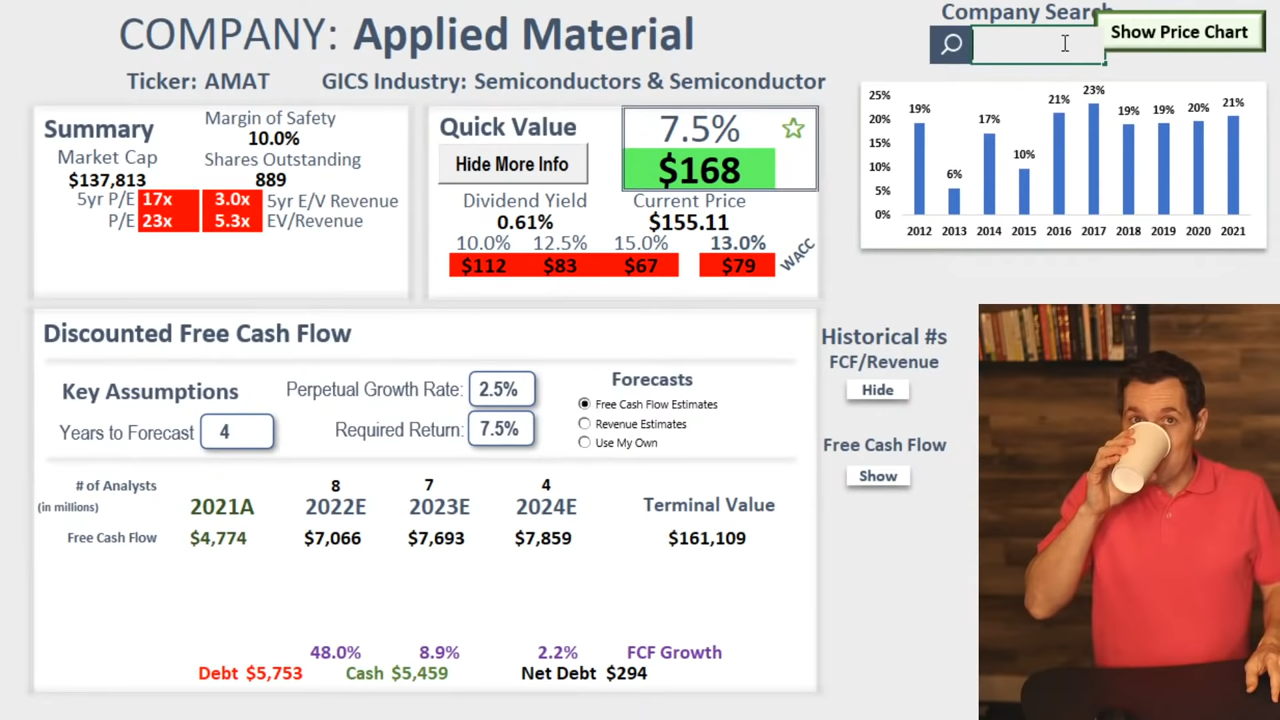 COMPANY: Applied Material
Ticker: AMAT GICS Industry: Semiconductors & Semiconductor
Company Search
Show Price Chart
Summary
Margin of Safety
10.0%
Market Cap
$137,813
Shares Outstanding
889
5yr P/E 17x 3.0x 5yr E/V Revenue
P/E 23x 5.3x EV/Revenue
Quick Value
Hide More Info
7.5%
$168
Dividend Yield
0.61%
Current Price
$155.11
10.0% 12.5% 15.0% 13.0%
$112 $83 $67 $79 WACC
25%
20%
15%
10%
5%
0%
19% 6% 17% 10% 21% 23% 19% 19% 20% 21%
2012 2013 2014 2015 2016 2017 2018 2019 2020 2021
Discounted Free Cash Flow
Key Assumptions
Years to Forecast 4
Perpetual Growth Rate: 2.5%
Required Return: 7.5%
Forecasts
Free Cash Flow Estimates
Revenue Estimates
Use My Own
Historical #s
FCF/Revenue
Hide
Free Cash Flow
Show
# of Analysts 8 7 4
(in millions) 2021A 2022E 2023E 2024E Terminal Value
Free Cash Flow $4,774 $7,066 $7,693 $7,859 $161,109
48.0% 8.9% 2.2% FCF Growth
Debt $5,753 Cash $5,459 Net Debt $294